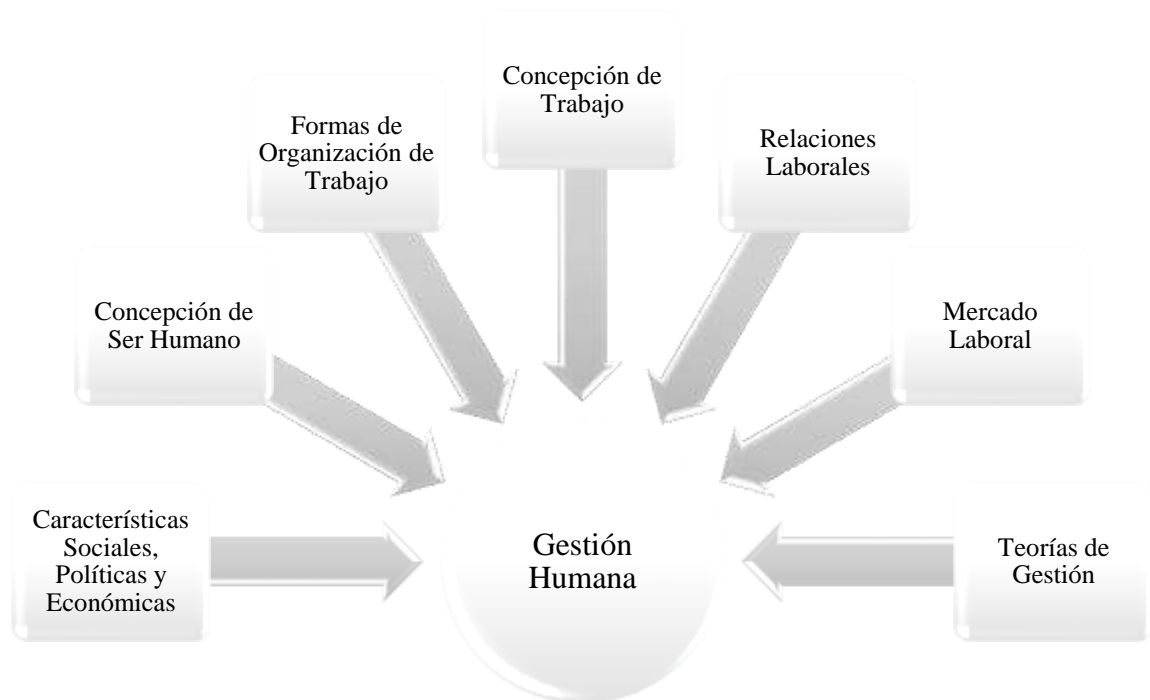 Concepción de
Trabajo
Formas de
Organización de
Trabajo
Relaciones
Laborales
Concepción de
Ser Humano
Mercado
Laboral
Características
Sociales,
Políticas y
Económicas
Gestión
Humana
Teorías de
Gestión